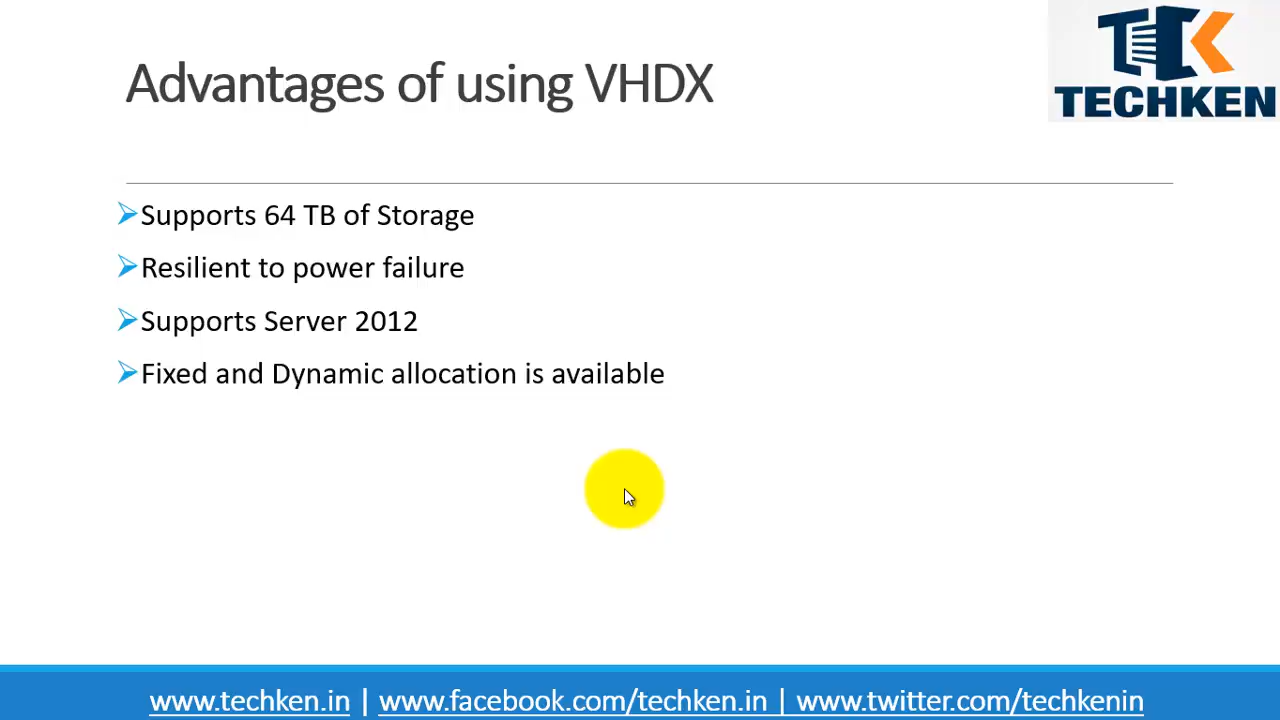 Advantages of using VHDX
TECHKEN
Supports 64 TB of Storage
Resilient to power failure
Supports Server 2012
Fixed and Dynamic allocation is available
www.techken.in | www.facebook.com/techken.in | www.twitter.com/techkenin